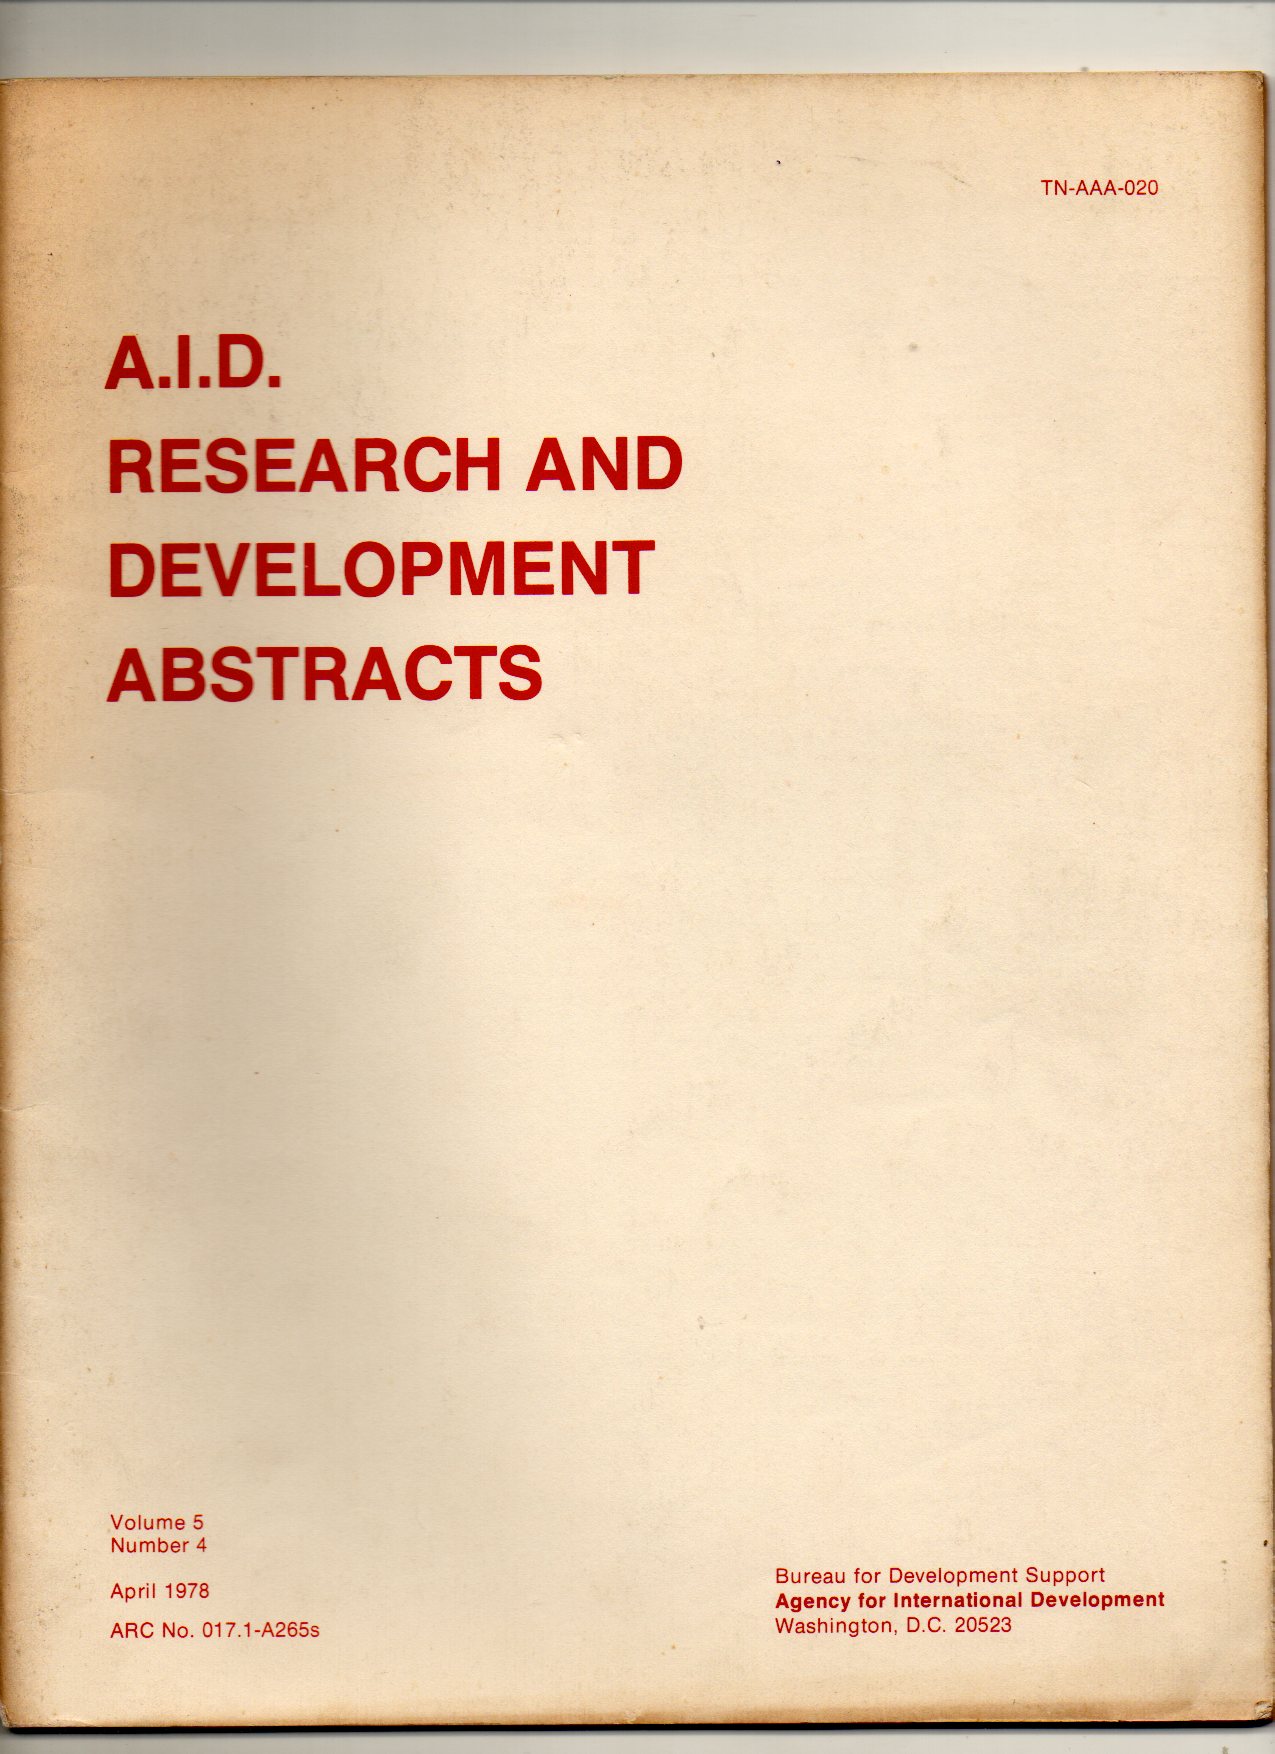 TN-AAA-020
A.I.D.
RESEARCH AND
DEVELOPMENT
ABSTRACTS
Volume 5
Number 4
April 1978
ARC No. 017.1-A265s
Bureau for Development Support
Agency for International Development
Washington, D.C. 20523